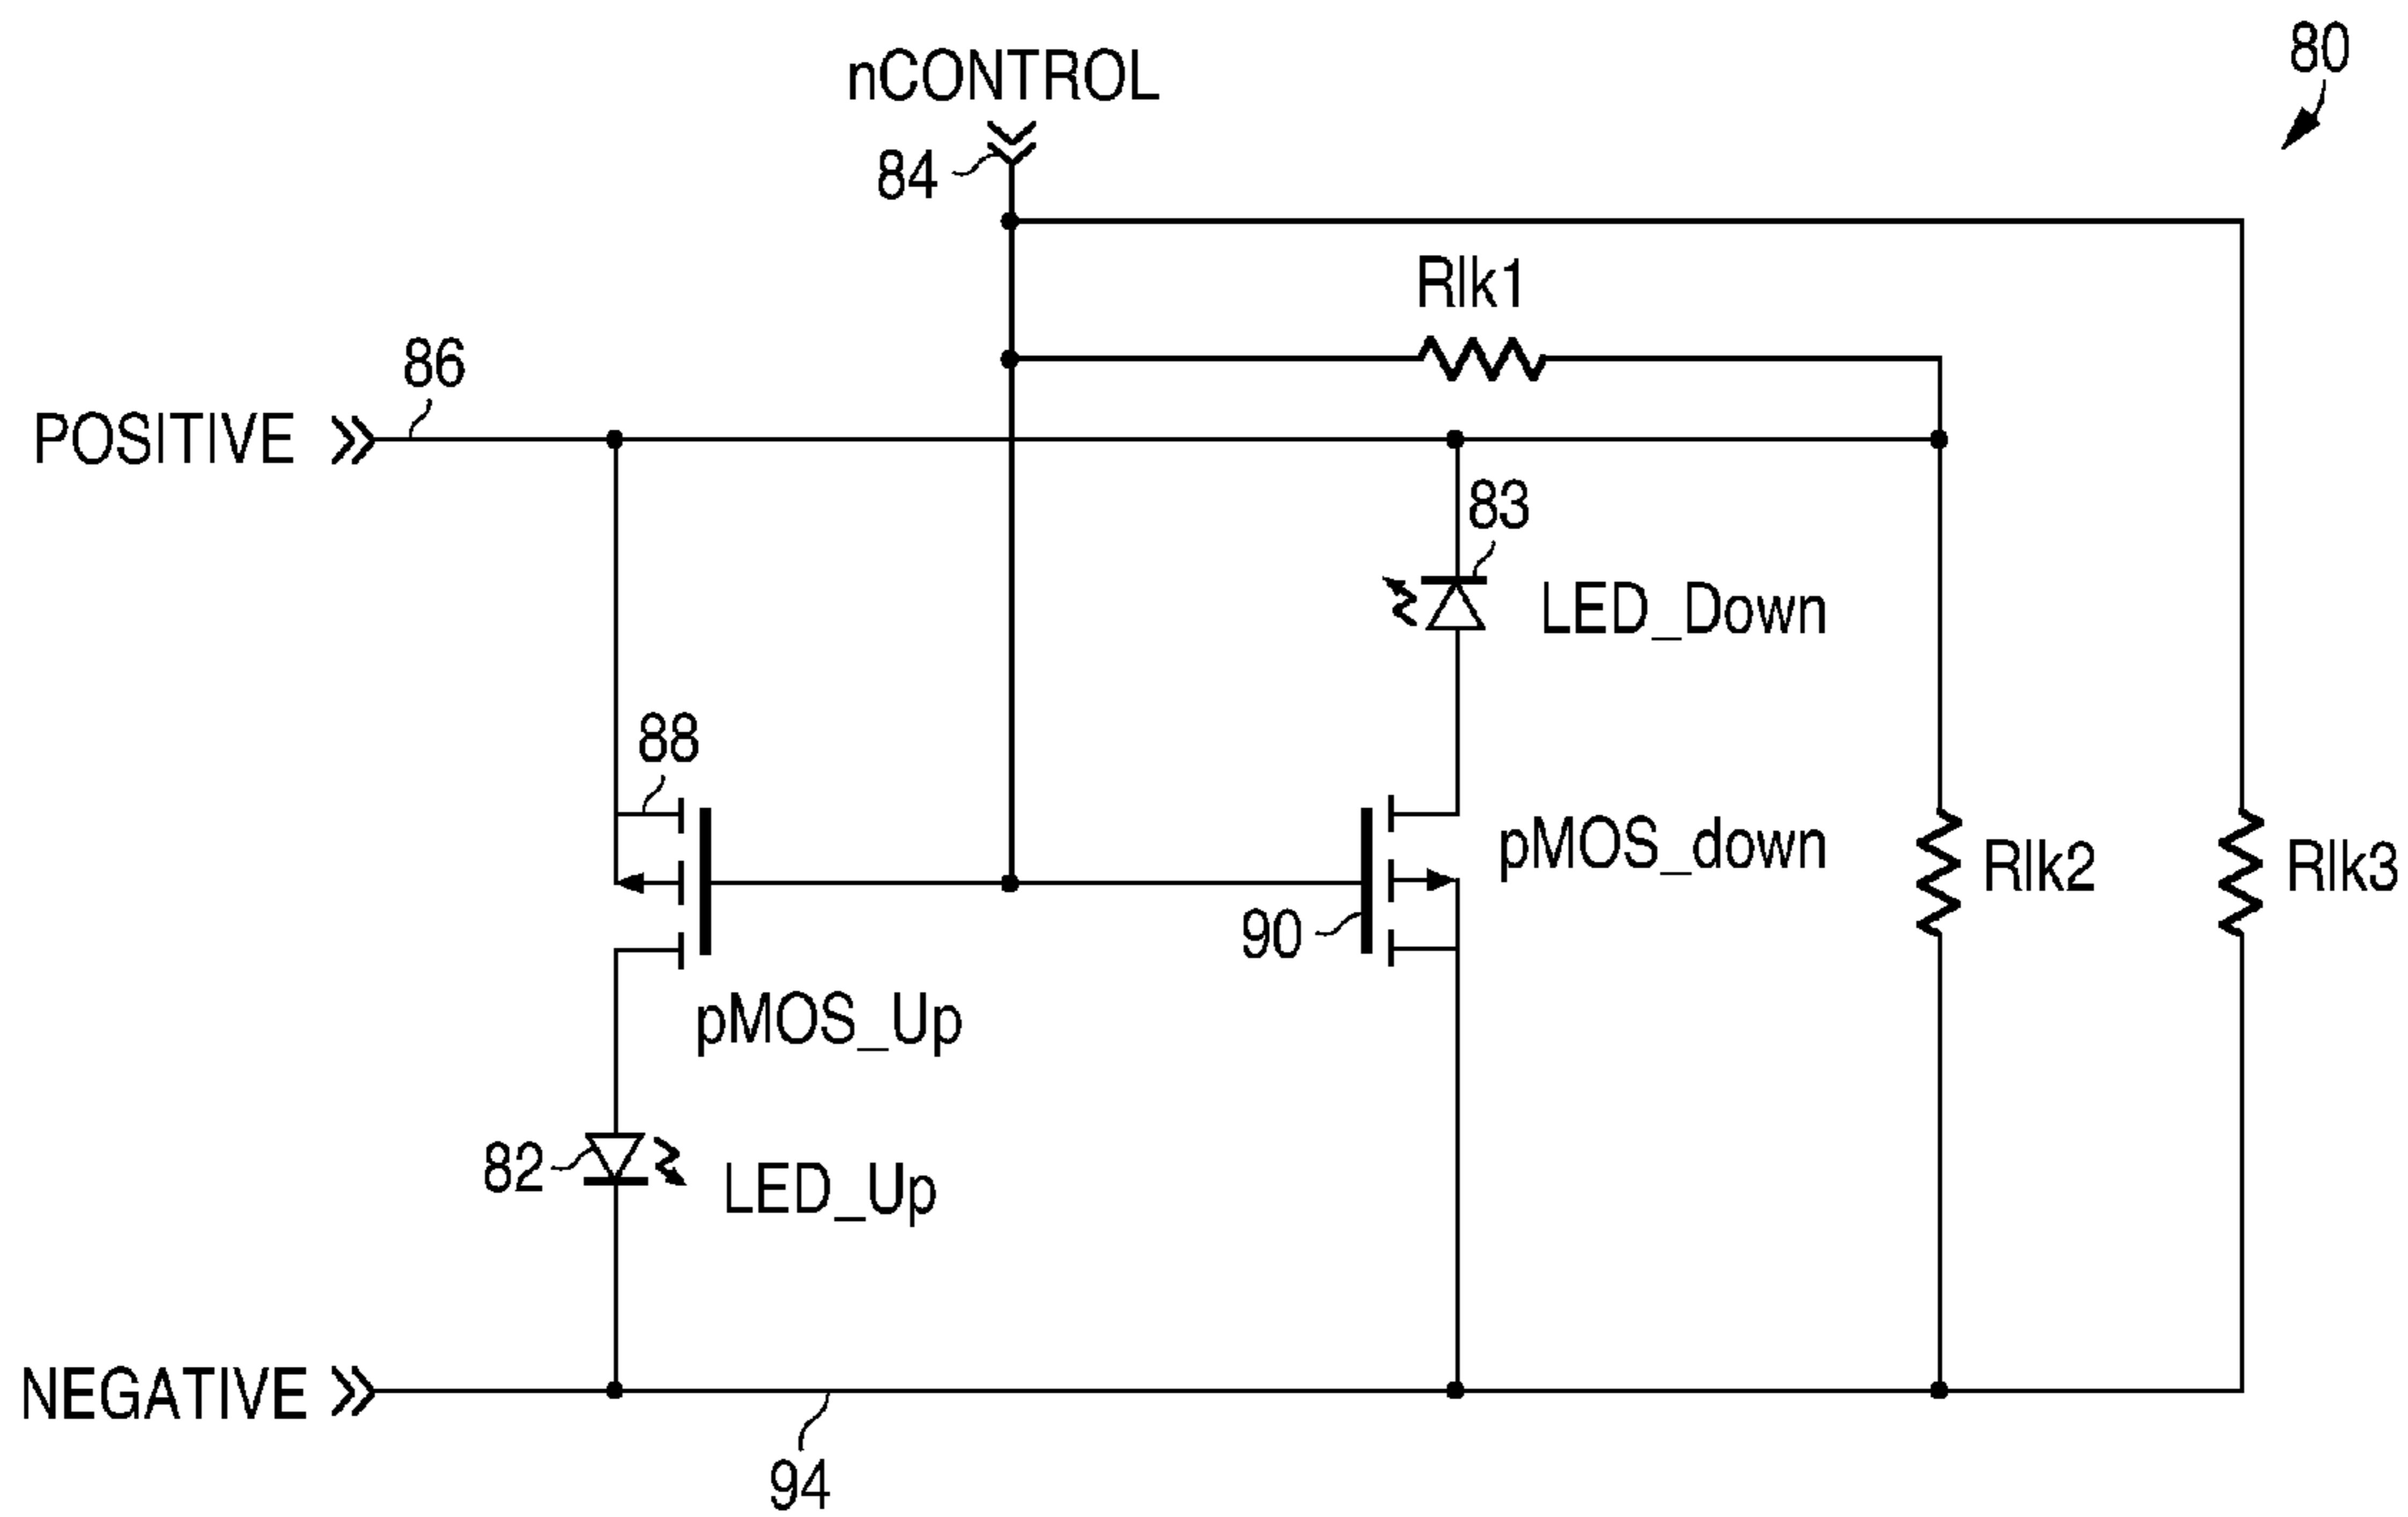 80
nCONTROL
84
Rlk1
86
POSITIVE
83
LED_Down
88
pMOS_down
Rlk2
Rlk3
90
pMOS_Up
82
LED_Up
NEGATIVE
94